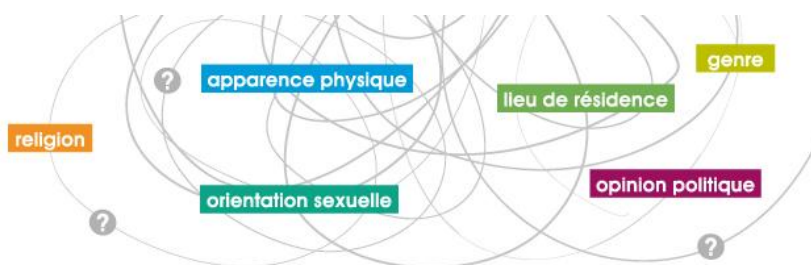 genre
apparence physique
?
lieu de résidence
religion
opinion politique
orientation sexuelle
?
?